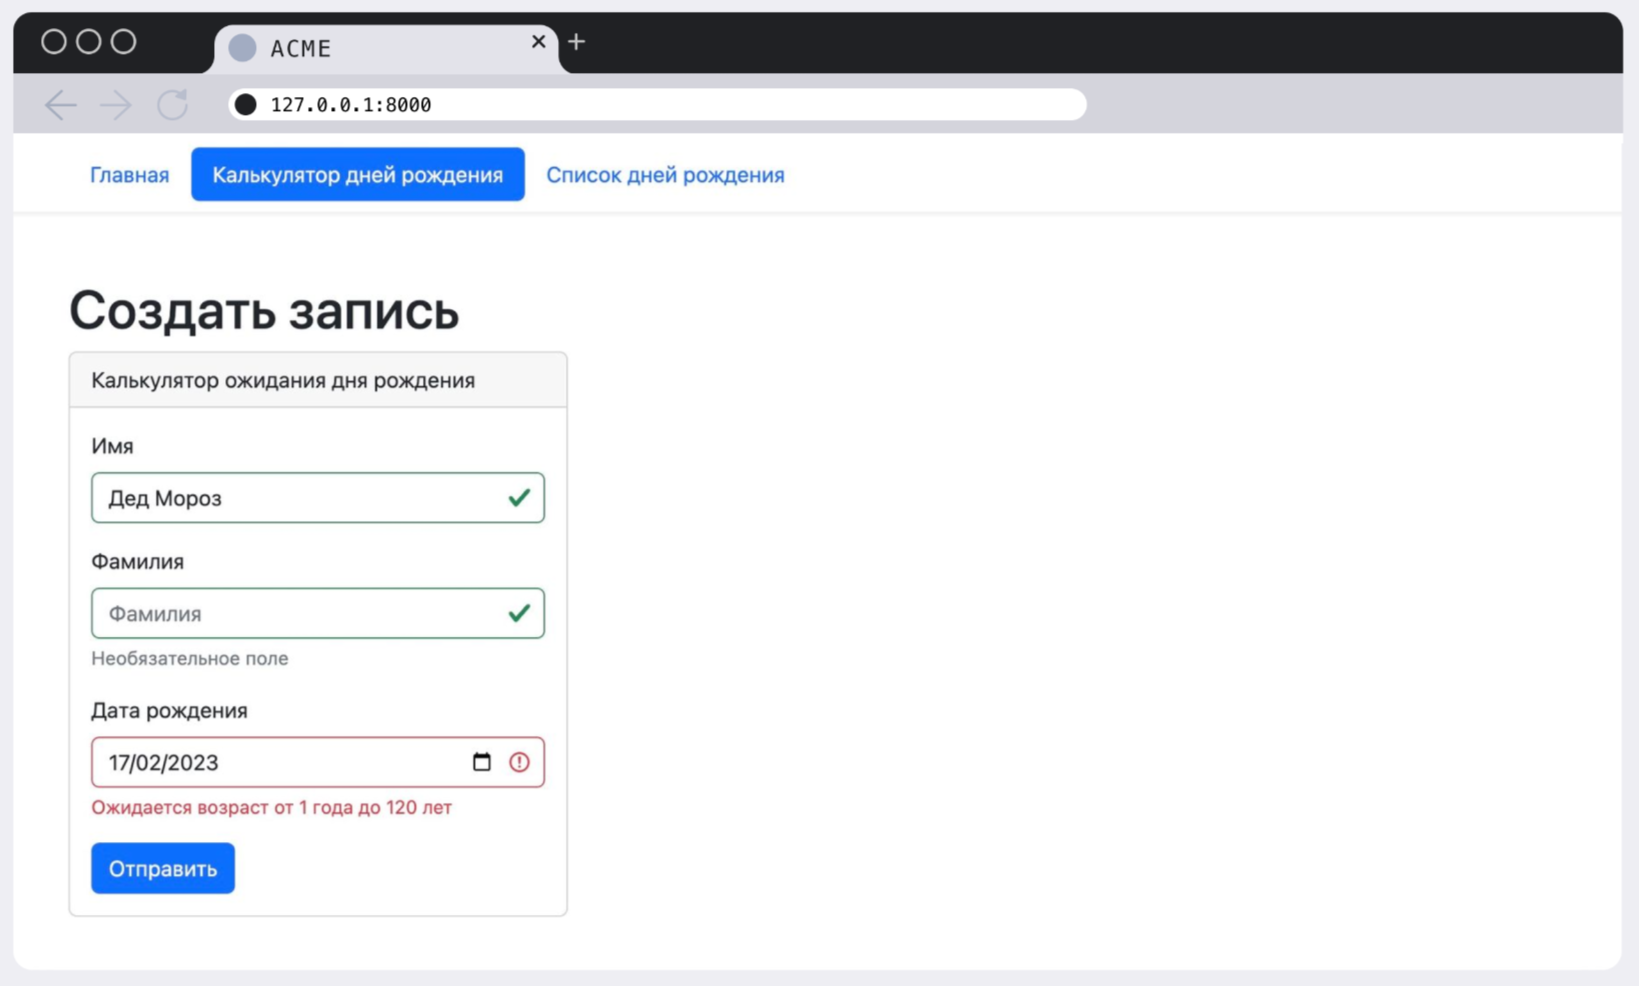 ACME
127.0.0.1:8000
Главная Калькулятор дней рождения Список дней рождения
Создать запись
Калькулятор ожидания дня рождения
Имя
Дед Мороз
Фамилия
Фамилия
Необязательное поле
Дата рождения
17/02/2023
Ожидается возраст от 1 года до 120 лет
Отправить